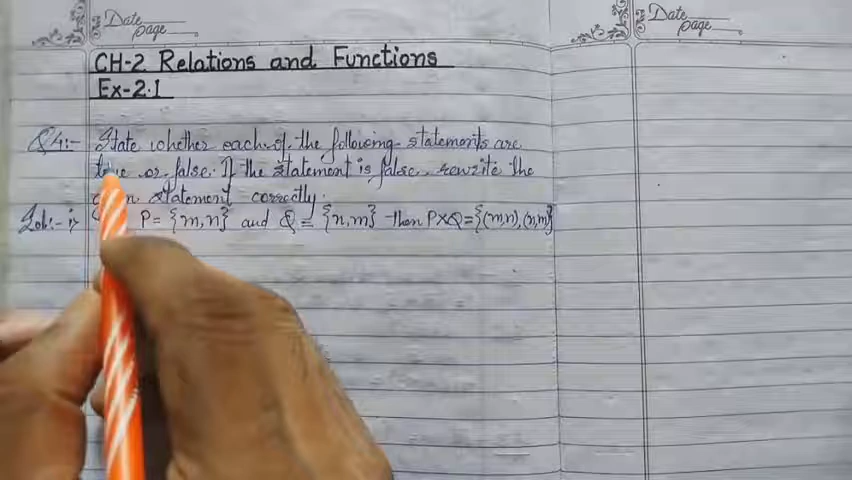 Date
Page
Date
Page
CH-2 Relations and Functions
Ex-2.1
Q4:- State whether each of the following statements are
true or false. If the statement is false, rewrite the
statement correctly.
Sol:- i> P = {m, n} and Q = {n, m} then P×Q = {(m,n), (n,m)}